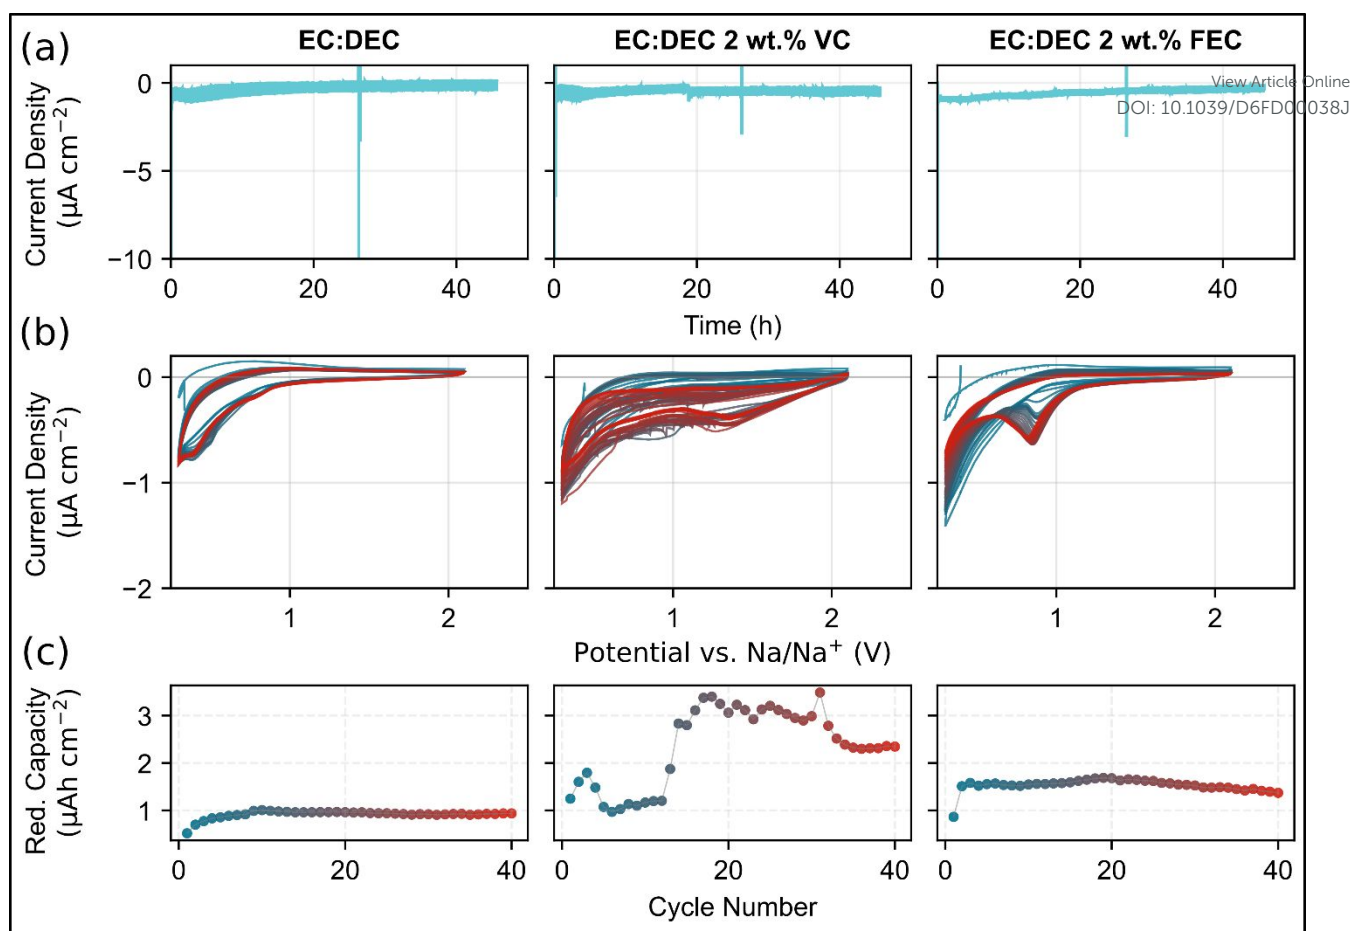 (a)
EC:DEC
EC:DEC 2 wt.% VC
EC:DEC 2 wt.% FEC
View Article Online
DOI: 10.1039/D6FD00038J
Current Density
(µA cm⁻²)
0
−5
−10
0 20 40
0 20 40
0 20 40
Time (h)
(b)
Current Density
(µA cm⁻²)
0
−1
−2
1 2
1 2
1 2
Potential vs. Na/Na⁺ (V)
(c)
Red. Capacity
(µAh cm⁻²)
3
2
1
0 20 40
0 20 40
0 20 40
Cycle Number